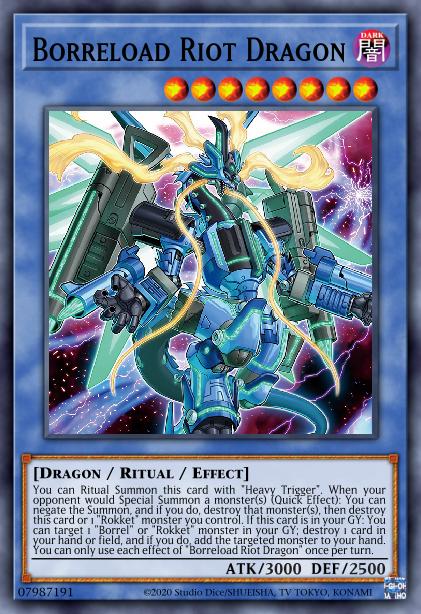 Borreload Riot Dragon
DARK
闇
[Dragon / Ritual / Effect]
You can Ritual Summon this card with "Heavy Trigger". When your
opponent would Special Summon a monster(s) (Quick Effect): You can
negate the Summon, and if you do, destroy that monster(s), then destroy
this card or 1 "Rokket" monster you control. If this card is in your GY: You
can target 1 "Borrel" or "Rokket" monster in your GY; destroy 1 card in
your hand or field, and if you do, add the targeted monster to your hand.
You can only use each effect of "Borreload Riot Dragon" once per turn.
ATK/3000 DEF/2500
07987191 ©2020 Studio Dice/SHUEISHA, TV TOKYO, KONAMI